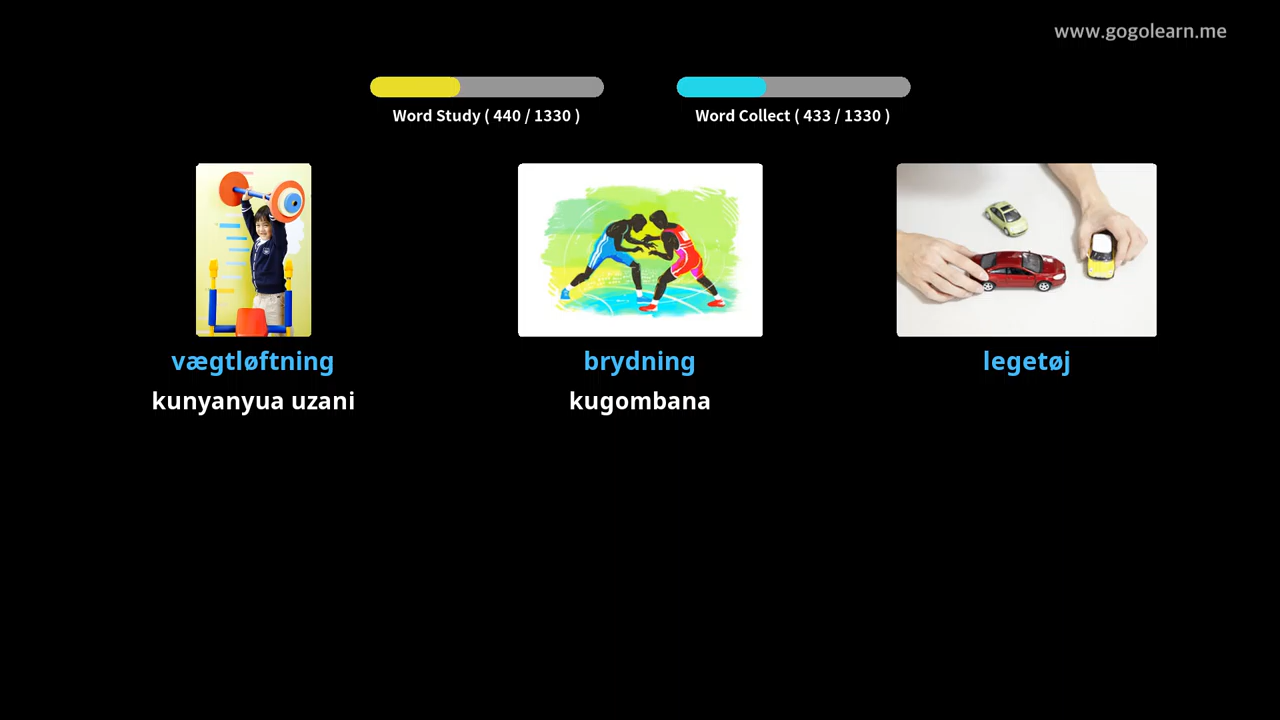 www.gogolearn.me
Word Study ( 440 / 1330 )
Word Collect ( 433 / 1330 )
vægtløftning
brydning
legetøj
kunyanyua uzani
kugombana